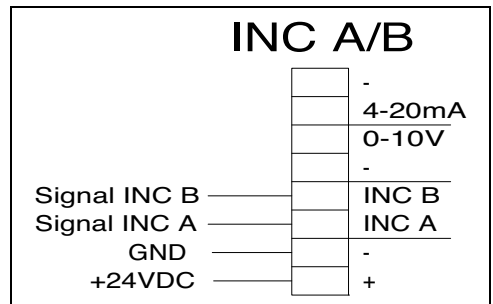 INC A/B
-
4-20mA
0-10V
-
Signal INC B INC B
Signal INC A INC A
GND -
+24VDC +